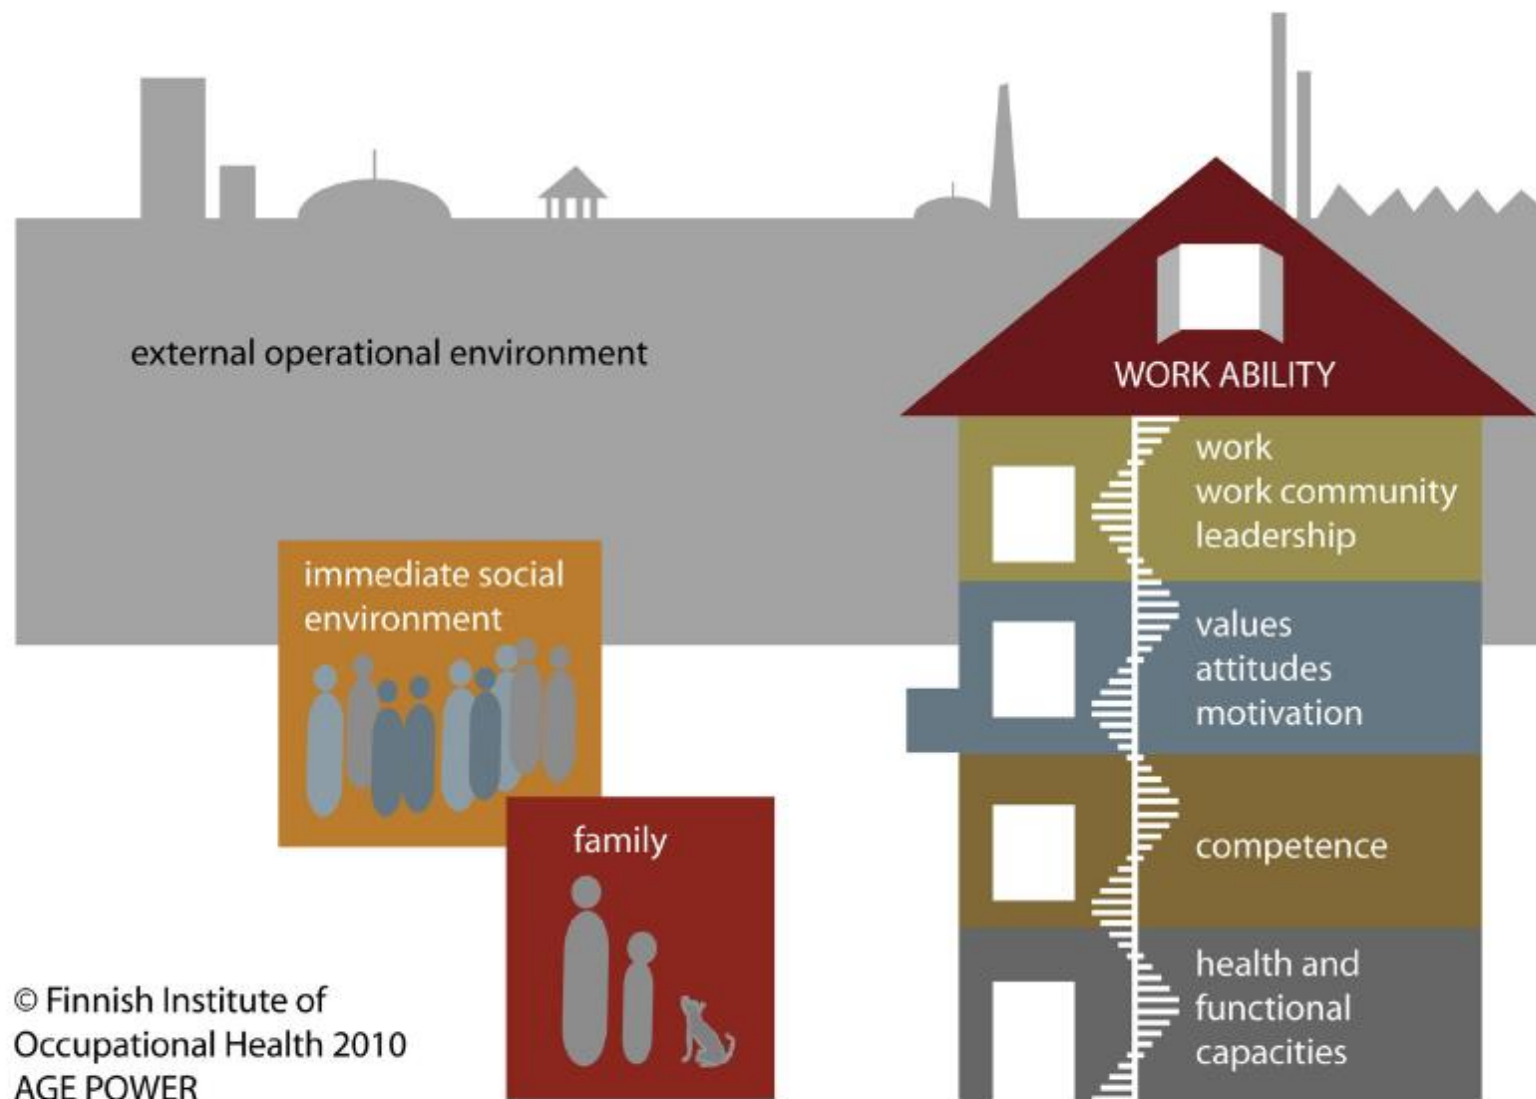 external operational environment
WORK ABILITY
work
work community
leadership
immediate social
environment
values
attitudes
motivation
family
competence
health and
functional
capacities
© Finnish Institute of
Occupational Health 2010
AGE POWER